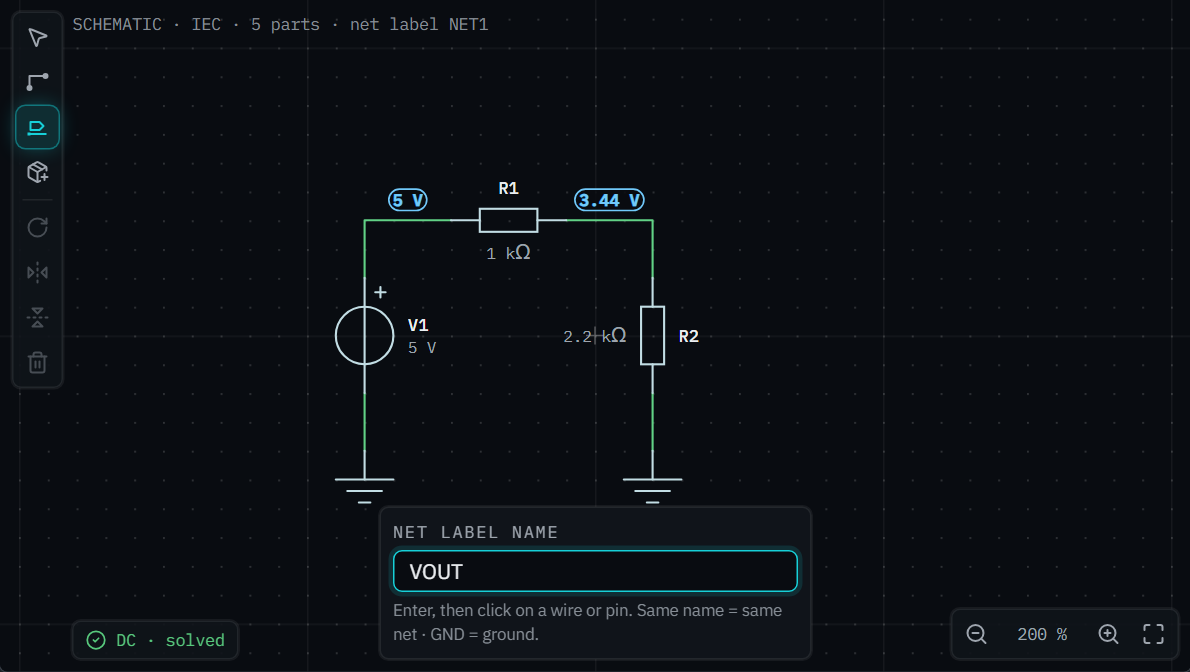 SCHEMATIC · IEC · 5 parts · net label NET1
5 V
R1
3.44 V
1 kΩ
+
V1
5 V
2.2 kΩ
R2
NET LABEL NAME
VOUT
Enter, then click on a wire or pin. Same name = same
net · GND = ground.
DC · solved
200 %